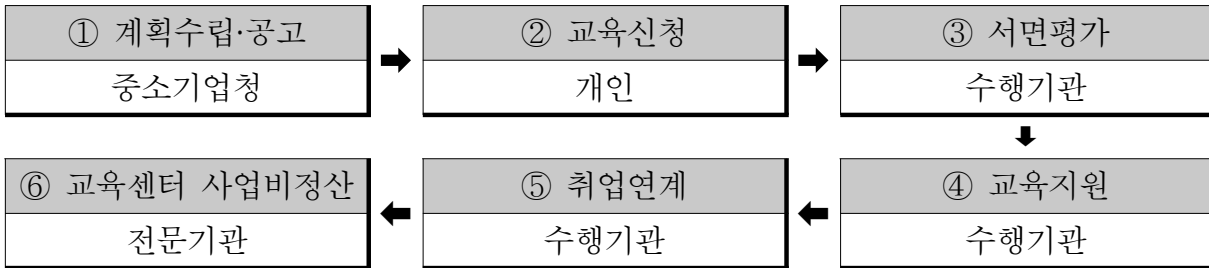 ① 계획수립·공고
중소기업청
② 교육신청
개인
③ 서면평가
수행기관
④ 교육지원
수행기관
⑤ 취업연계
수행기관
⑥ 교육센터 사업비정산
전문기관